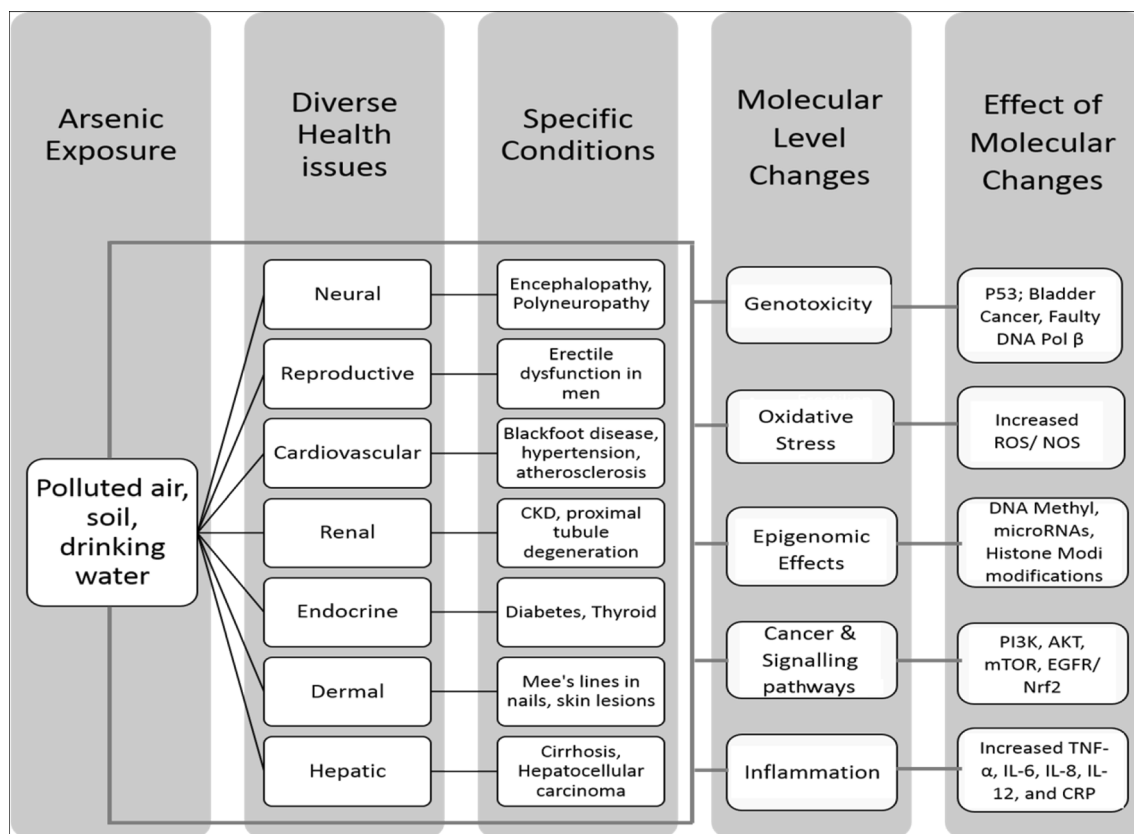 Arsenic
Exposure
Diverse
Health
issues
Specific
Conditions
Molecular
Level
Changes
Effect of
Molecular
Changes
Polluted air,
soil,
drinking
water
Neural
Reproductive
Cardiovascular
Renal
Endocrine
Dermal
Hepatic
Encephalopathy,
Polyneuropathy
Erectile
dysfunction in
men
Blackfoot disease,
hypertension,
atherosclerosis
CKD, proximal
tubule
degeneration
Diabetes, Thyroid
Mee's lines in
nails, skin lesions
Cirrhosis,
Hepatocellular
carcinoma
Genotoxicity
Oxidative
Stress
Epigenomic
Effects
Cancer &
Signalling
pathways
Inflammation
P53; Bladder
Cancer, Faulty
DNA Pol β
Increased
ROS/ NOS
DNA Methyl,
microRNAs,
Histone Modi
modifications
PI3K, AKT,
mTOR, EGFR/
Nrf2
Increased TNF-
α, IL-6, IL-8, IL-
12, and CRP